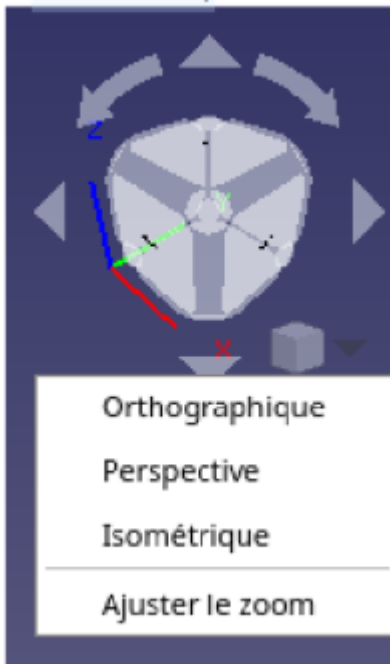 Z
Y
X
Orthographique
Perspective
Isométrique
Ajuster le zoom